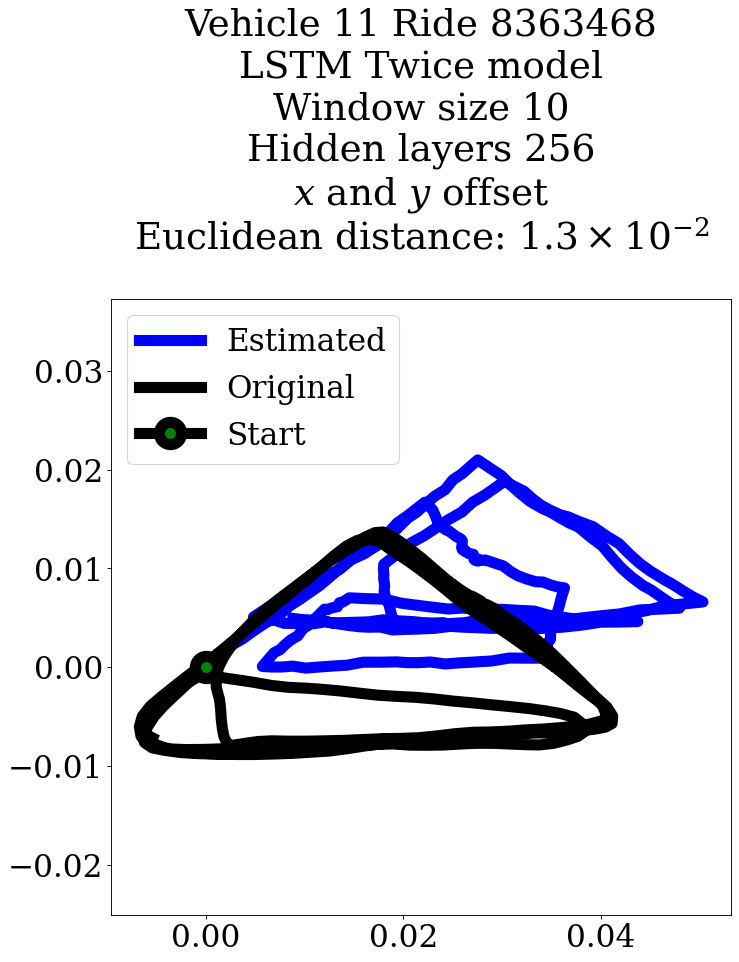 Vehicle 11 Ride 8363468
LSTM Twice model
Window size 10
Hidden layers 256
x and y offset
Euclidean distance: 1.3 × 10⁻²
Estimated
Original
Start
0.03
0.02
0.01
0.00
−0.01
−0.02
0.00 0.02 0.04